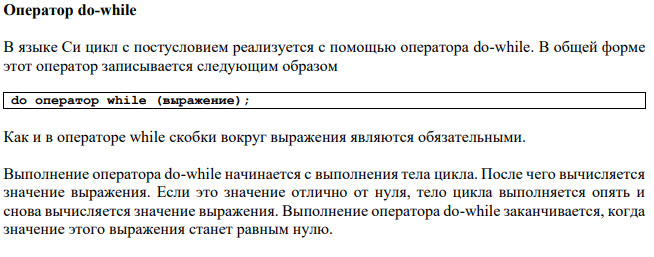 Оператор do-while
В языке Си цикл с постусловием реализуется с помощью оператора do-while. В общей форме
этот оператор записывается следующим образом
do оператор while (выражение);
Как и в операторе while скобки вокруг выражения являются обязательными.
Выполнение оператора do-while начинается с выполнения тела цикла. После чего вычисляется
значение выражения. Если это значение отлично от нуля, тело цикла выполняется опять и
снова вычисляется значение выражения. Выполнение оператора do-while заканчивается, когда
значение этого выражения станет равным нулю.